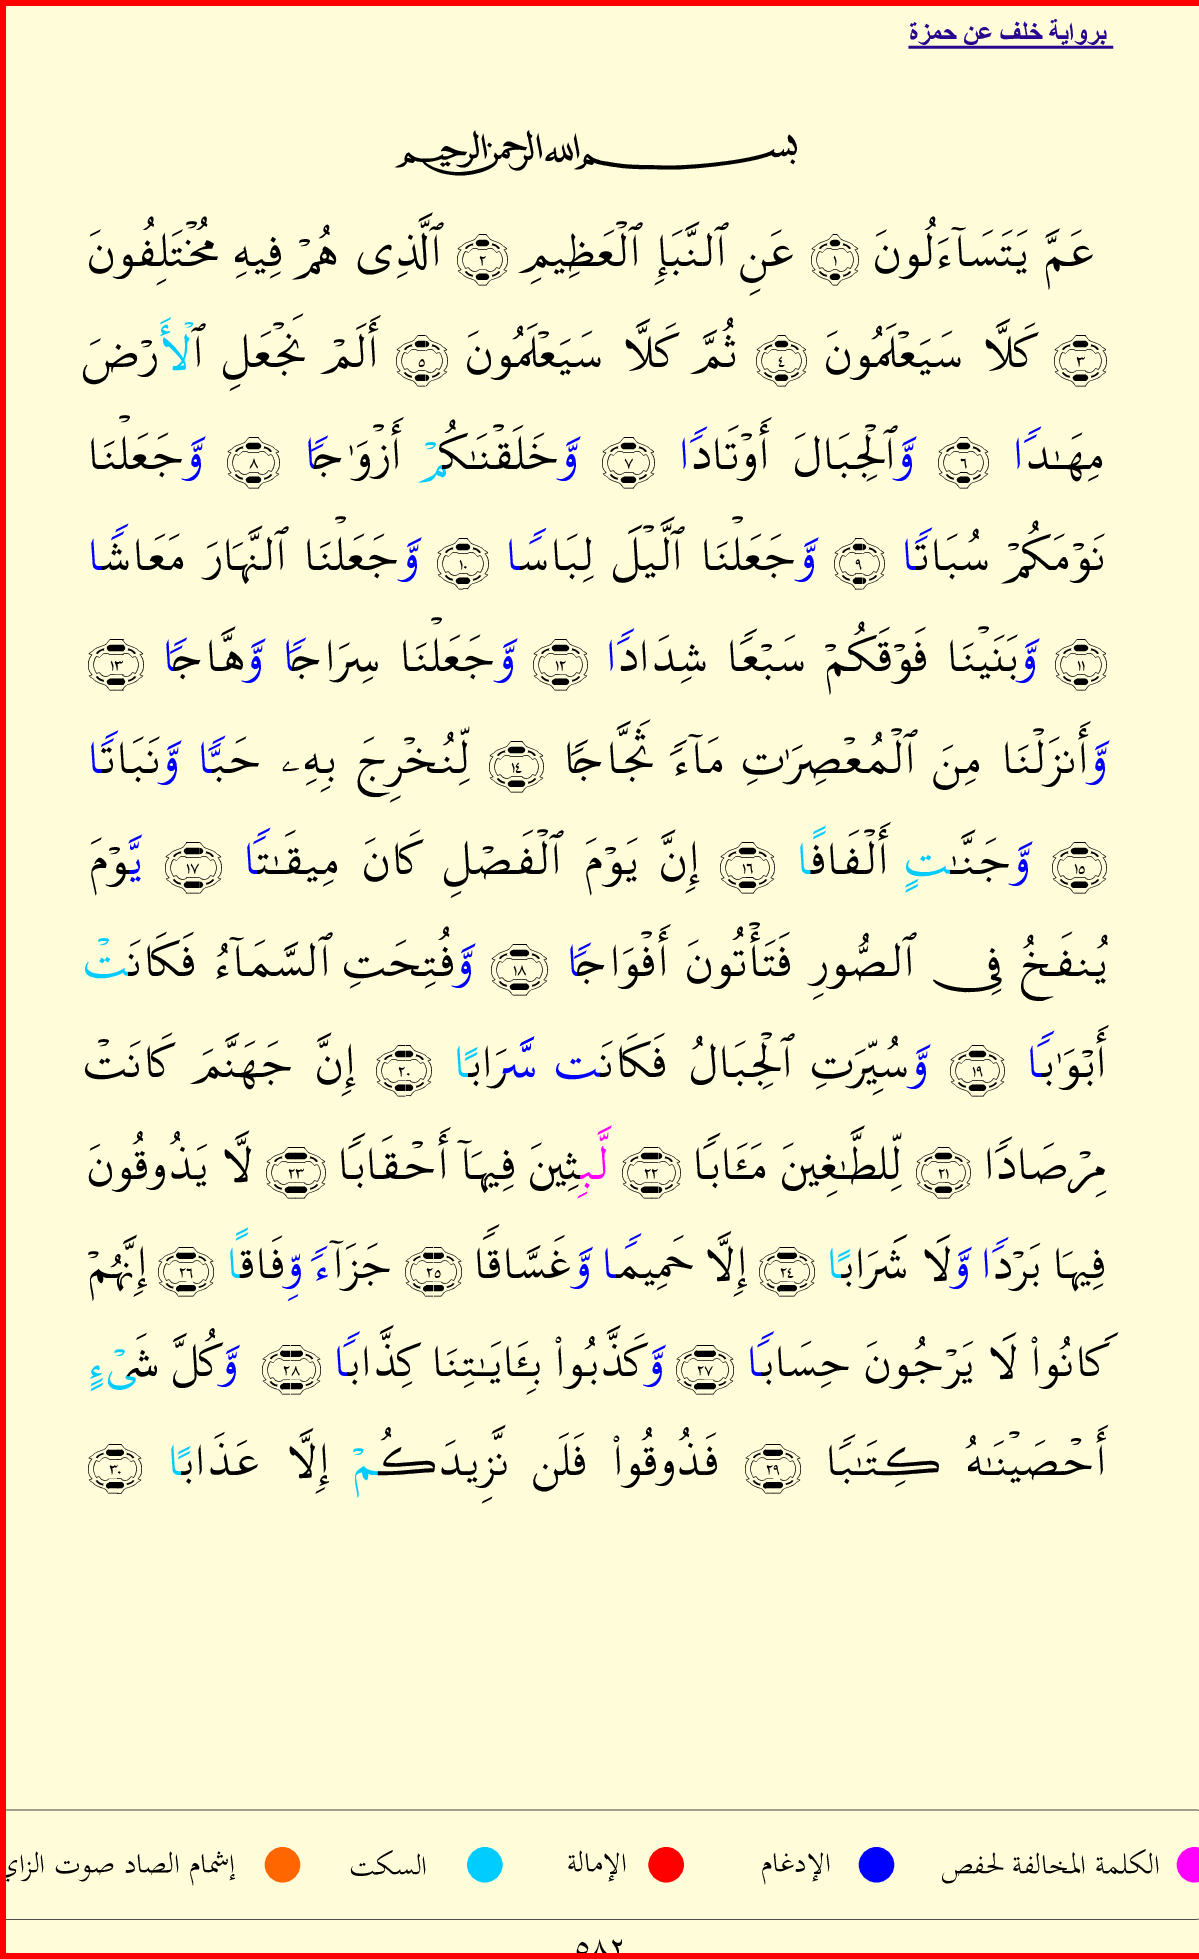 برواية خلف عن حمزة
بسم الله الرحمن الرحيم
عَمَّ يَتَسَآءَلُونَ ١ عَنِ ٱلنَّبَإِ ٱلْعَظِيمِ ٢ ٱلَّذِى هُمْ فِيهِ مُخْتَلِفُونَ
٣ كَلَّا سَيَعْلَمُونَ ٤ ثُمَّ كَلَّا سَيَعْلَمُونَ ٥ أَلَمْ نَجْعَلِ ٱلْأَرْضَ
مِهَـٰدًا ٦ وَّٱلْجِبَالَ أَوْتَادًا ٧ وَّخَلَقْنَـٰكُمْ أَزْوَٰجًا ٨ وَّجَعَلْنَا
نَوْمَكُمْ سُبَاتًا ٩ وَّجَعَلْنَا ٱلَّيْلَ لِبَاسًا ١٠ وَّجَعَلْنَا ٱلنَّهَارَ مَعَاشًا
١١ وَّبَنَيْنَا فَوْقَكُمْ سَبْعًا شِدَادًا ١٢ وَّجَعَلْنَا سِرَاجًا وَّهَّاجًا ١٣
وَّأَنزَلْنَا مِنَ ٱلْمُعْصِرَٰتِ مَآءً ثَجَّاجًا ١٤ لِّنُخْرِجَ بِهِۦ حَبًّا وَّنَبَاتًا
١٥ وَّجَنَّـٰتٍ أَلْفَافًا ١٦ إِنَّ يَوْمَ ٱلْفَصْلِ كَانَ مِيقَـٰتًا ١٧ يَّوْمَ
يُنفَخُ فِى ٱلصُّورِ فَتَأْتُونَ أَفْوَاجًا ١٨ وَّفُتِحَتِ ٱلسَّمَآءُ فَكَانَتْ
أَبْوَٰبًا ١٩ وَّسُيِّرَتِ ٱلْجِبَالُ فَكَانَت سَّرَابًا ٢٠ إِنَّ جَهَنَّمَ كَانَتْ
مِرْصَادًا ٢١ لِّلطَّـٰغِينَ مَـَٔابًا ٢٢ لَّبِثِينَ فِيهَآ أَحْقَابًا ٢٣ لَّا يَذُوقُونَ
فِيهَا بَرْدًا وَّلَا شَرَابًا ٢٤ إِلَّا حَمِيمًا وَّغَسَّاقًا ٢٥ جَزَآءً وِّفَاقًا ٢٦ إِنَّهُمْ
كَانُوا۟ لَا يَرْجُونَ حِسَابًا ٢٧ وَّكَذَّبُوا۟ بِـَٔايَـٰتِنَا كِذَّابًا ٢٨ وَّكُلَّ شَىْءٍ
أَحْصَيْنَـٰهُ كِتَـٰبًا ٢٩ فَذُوقُوا۟ فَلَن نَّزِيدَكُمْ إِلَّا عَذَابًا ٣٠
الكلمة المخالفة لحفص الإدغام الإمالة السكت إشمام الصاد صوت الزاي
٥٨٢